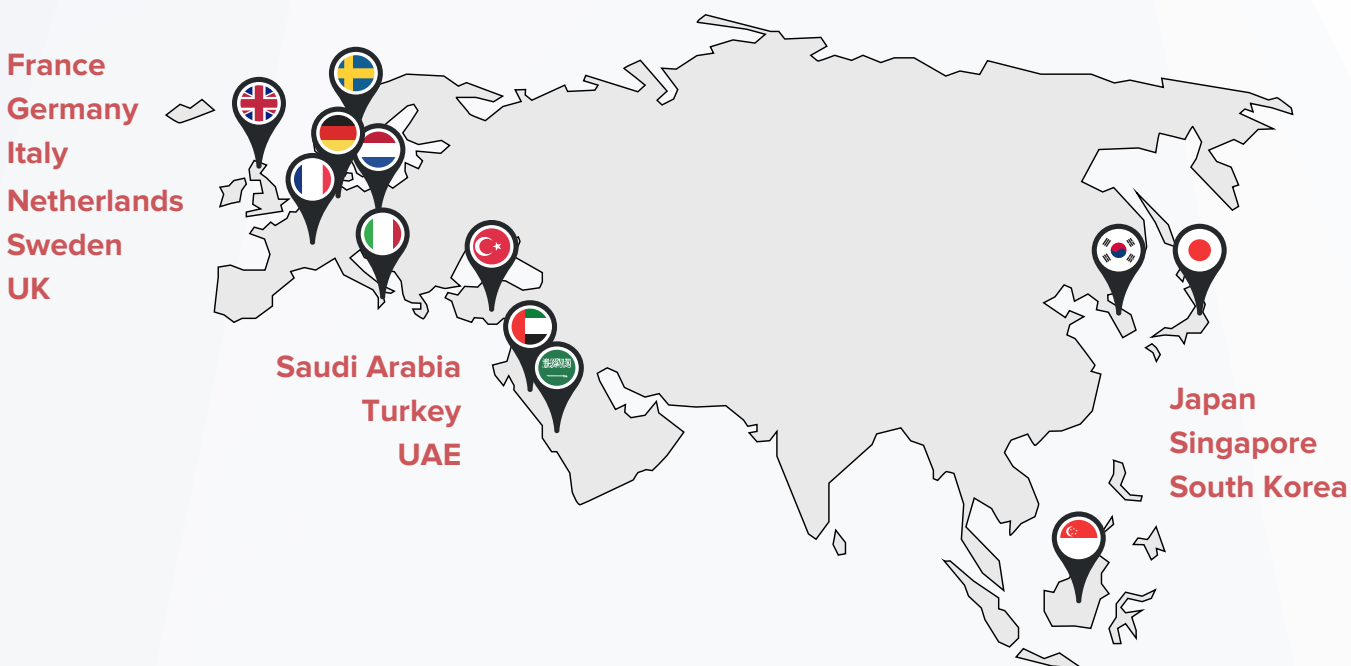 France
Germany
Italy
Netherlands
Sweden
UK
Saudi Arabia
Turkey
UAE
Japan
Singapore
South Korea